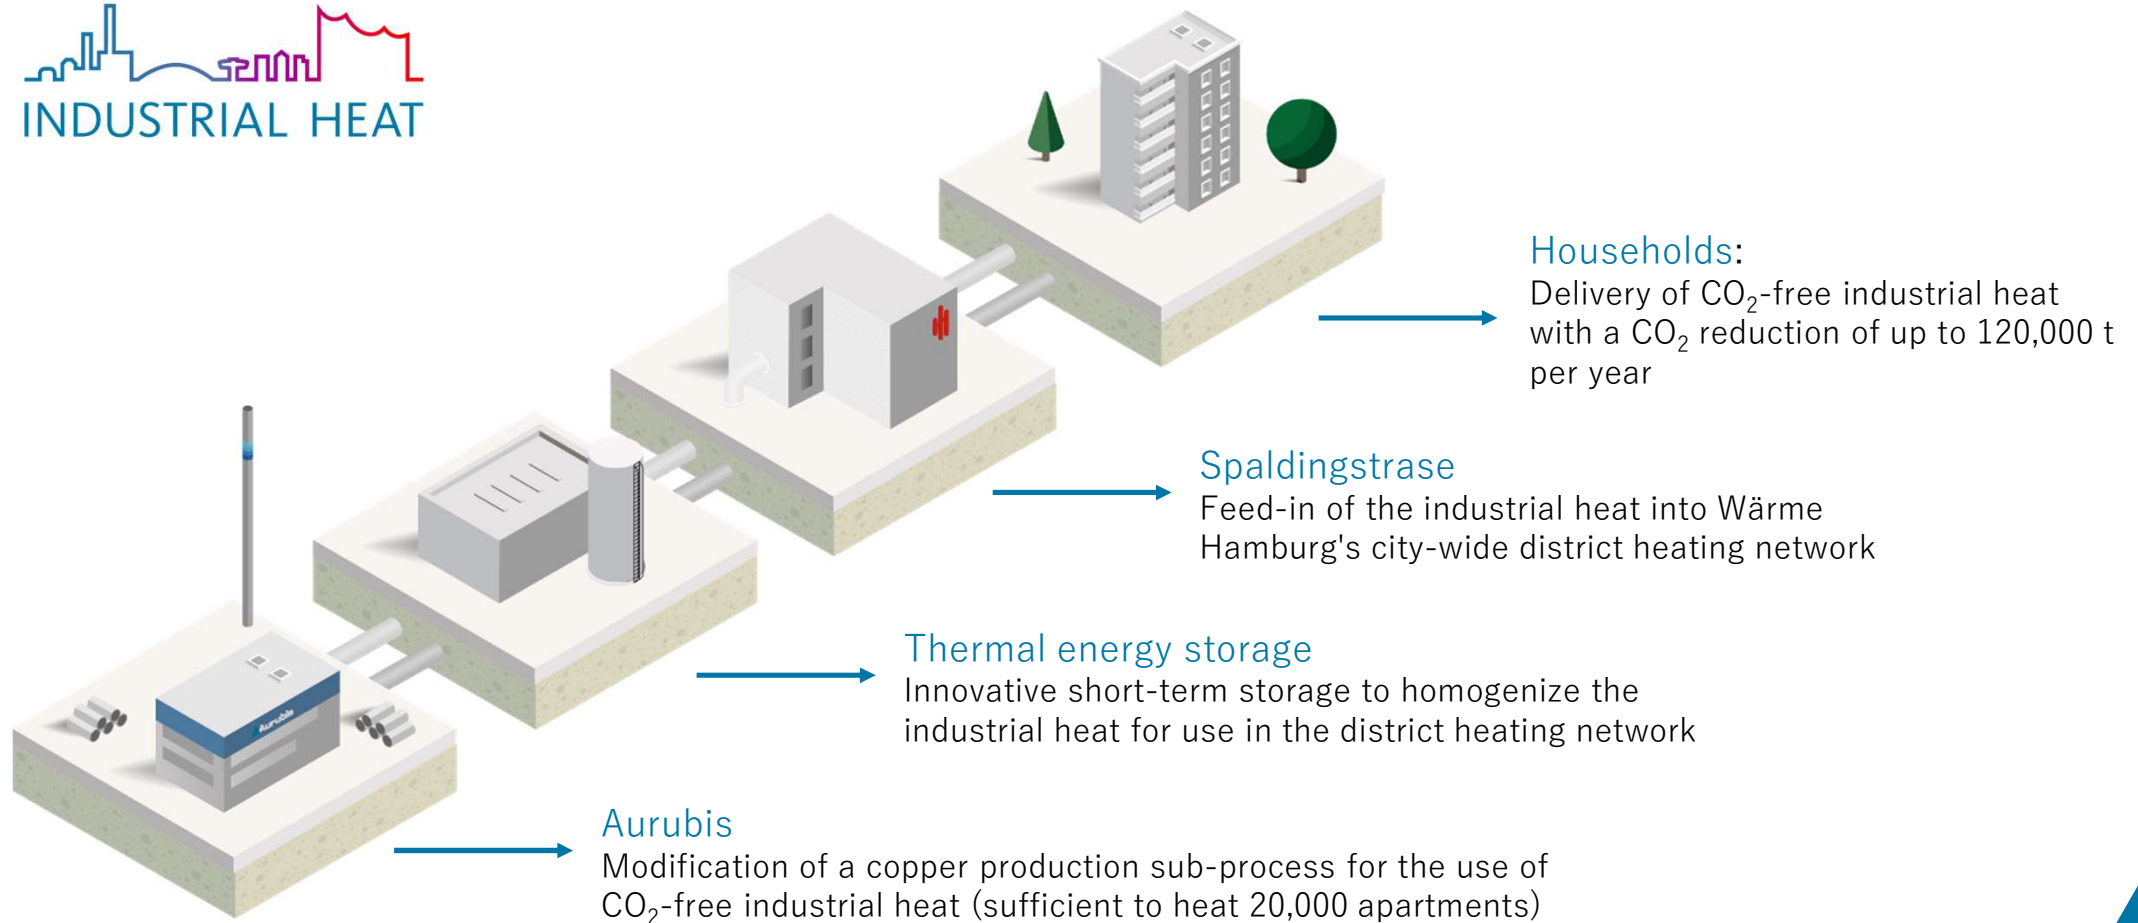 INDUSTRIAL HEAT
Households:
Delivery of CO₂-free industrial heat
with a CO₂ reduction of up to 120,000 t
per year
Spaldingstrase
Feed-in of the industrial heat into Wärme
Hamburg's city-wide district heating network
Thermal energy storage
Innovative short-term storage to homogenize the
industrial heat for use in the district heating network
Aurubis
Aurubis
Modification of a copper production sub-process for the use of
CO₂-free industrial heat (sufficient to heat 20,000 apartments)